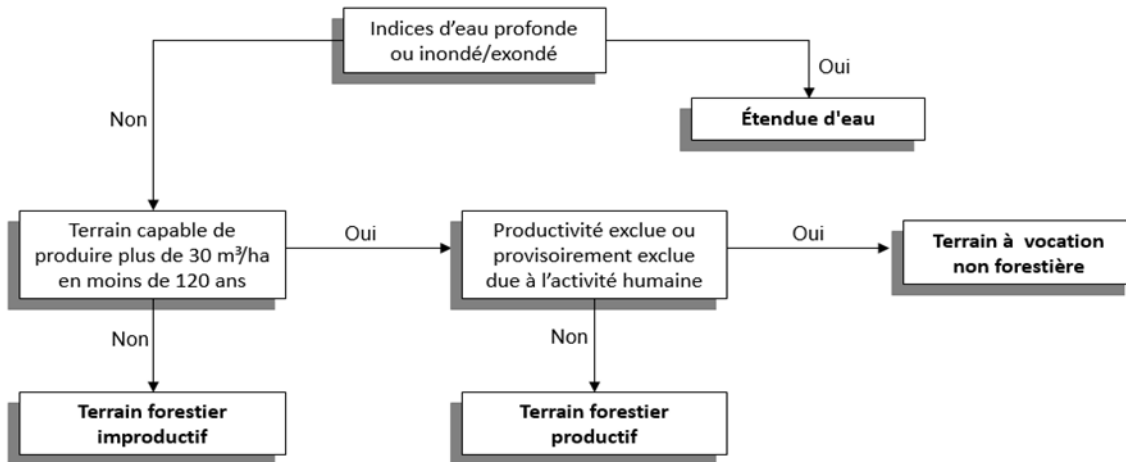 Indices d'eau profonde
ou inondé/exondé
Oui
Non
Étendue d'eau
Terrain capable de
produire plus de 30 m³/ha
en moins de 120 ans
Oui
Productivité exclue ou
provisoirement exclue
due à l'activité humaine
Oui
Terrain à vocation
non forestière
Non
Non
Terrain forestier
improductif
Terrain forestier
productif